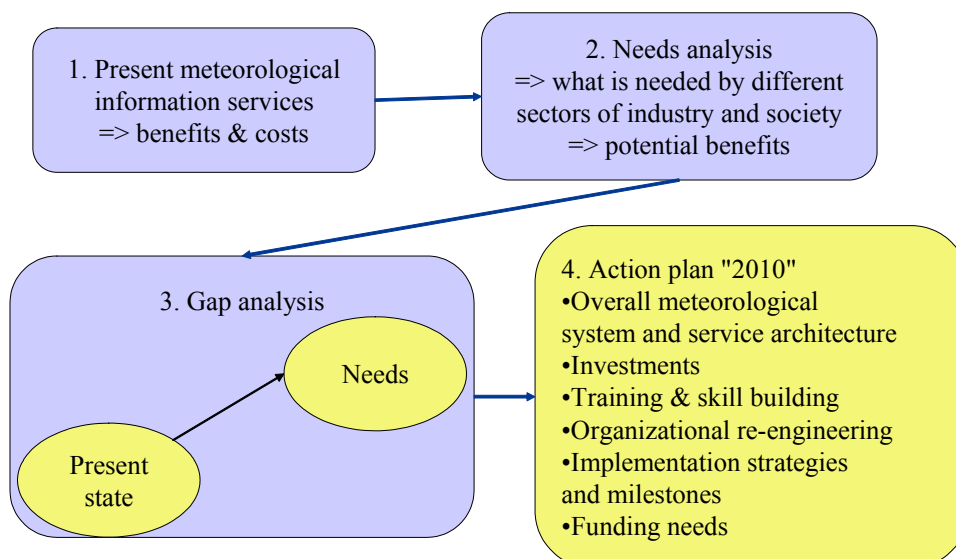 1. Present meteorological
information services
=> benefits & costs
2. Needs analysis
=> what is needed by different
sectors of industry and society
=> potential benefits
3. Gap analysis
Needs
Present
state
4. Action plan "2010"
•Overall meteorological
system and service architecture
•Investments
•Training & skill building
•Organizational re-engineering
•Implementation strategies
and milestones
•Funding needs